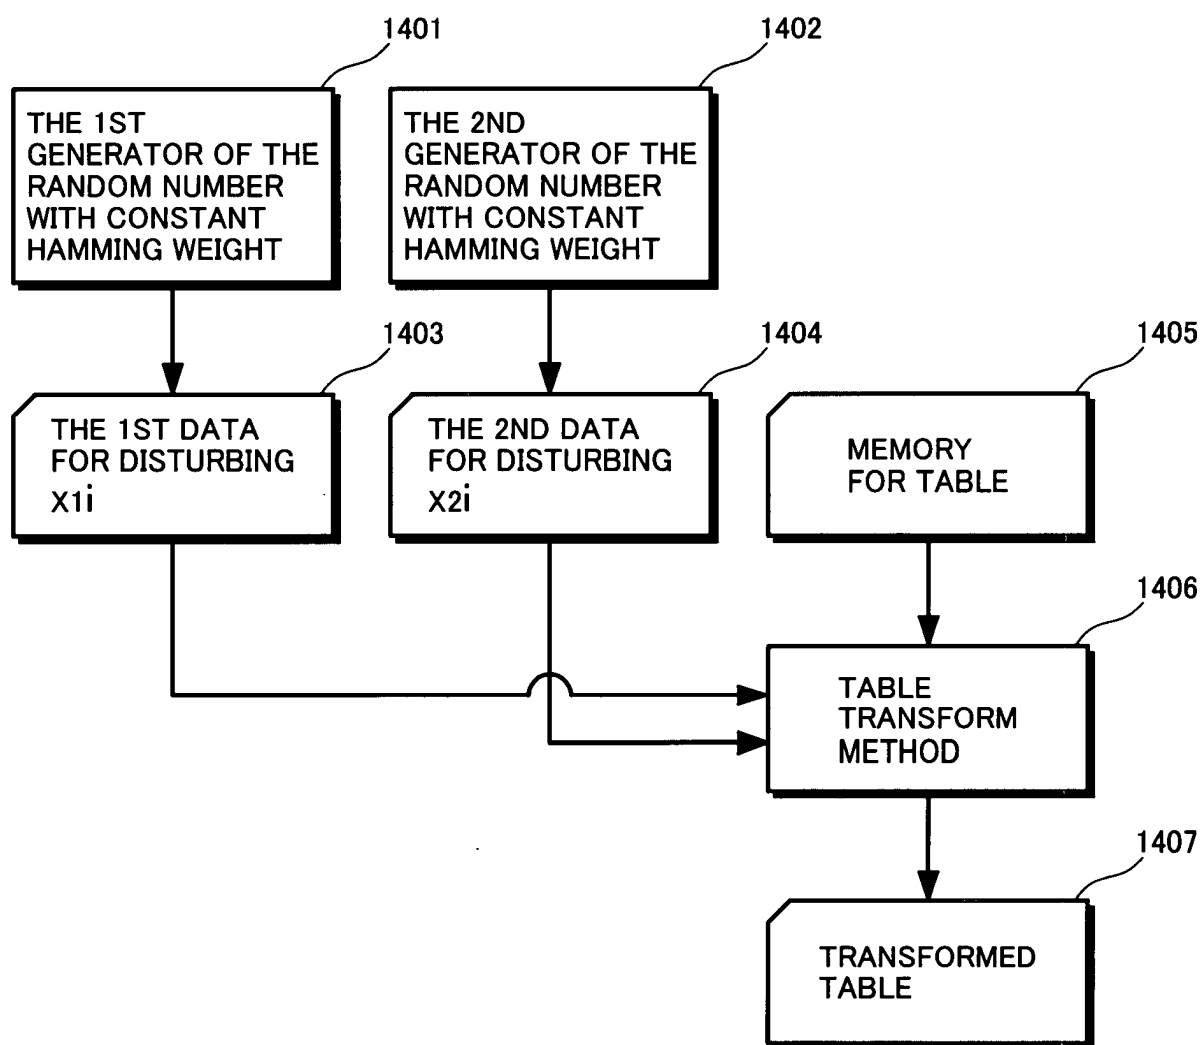 1401
THE 1ST
GENERATOR OF THE
RANDOM NUMBER
WITH CONSTANT
HAMMING WEIGHT
1402
THE 2ND
GENERATOR OF THE
RANDOM NUMBER
WITH CONSTANT
HAMMING WEIGHT
1403
THE 1ST DATA
FOR DISTURBING
X1i
1404
THE 2ND DATA
FOR DISTURBING
X2i
1405
MEMORY
FOR TABLE
1406
TABLE
TRANSFORM
METHOD
1407
TRANSFORMED
TABLE